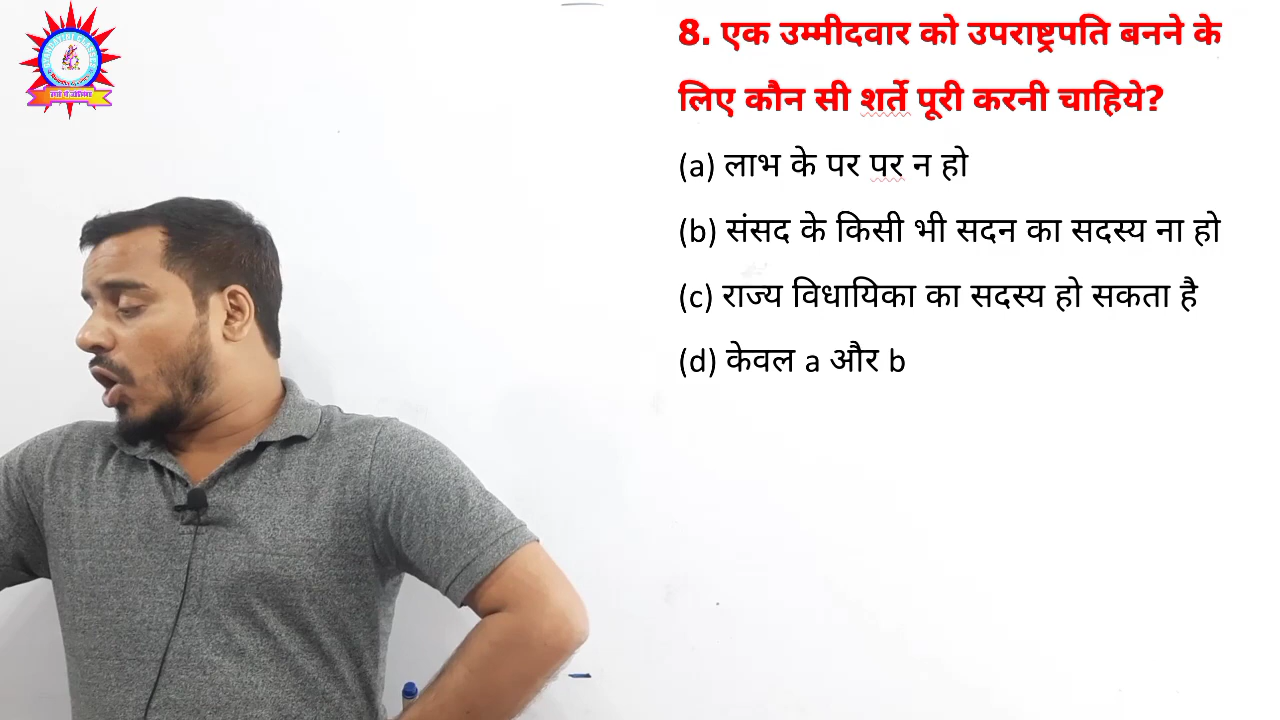 8. एक उम्मीदवार को उपराष्ट्रपति बनने के
लिए कौन सी शर्ते पूरी करनी चाहिये?
(a) लाभ के पर पर न हो
(b) संसद के किसी भी सदन का सदस्य ना हो
(c) राज्य विधायिका का सदस्य हो सकता है
(d) केवल a और b